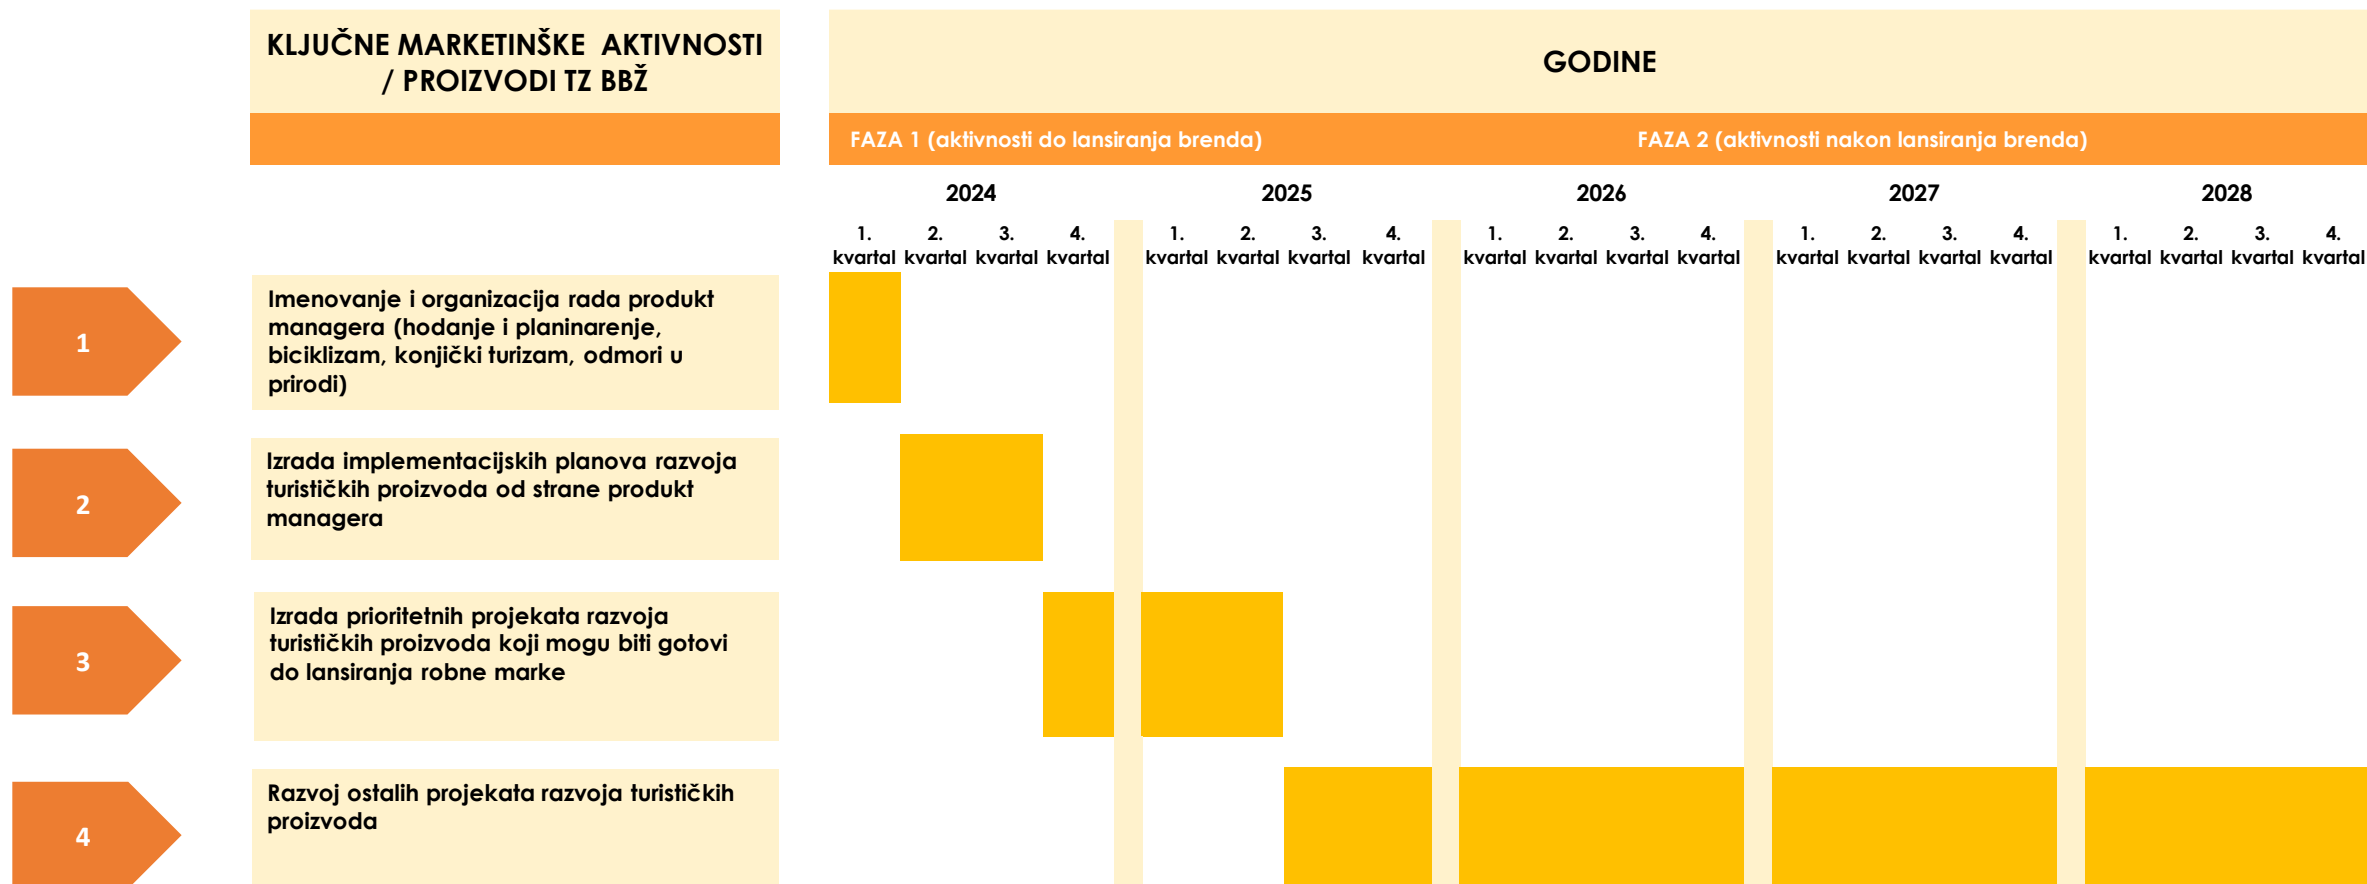 KLJUČNE MARKETINŠKE AKTIVNOSTI
/ PROIZVODI TZ BBŽ
GODINE
FAZA 1 (aktivnosti do lansiranja brenda)
FAZA 2 (aktivnosti nakon lansiranja brenda)
2024
2025
2026
2027
2028
1. 2. 3. 4. 1. 2. 3. 4. 1. 2. 3. 4. 1. 2. 3. 4. 1. 2. 3. 4.
kvartal kvartal kvartal kvartal kvartal kvartal kvartal kvartal kvartal kvartal kvartal kvartal kvartal kvartal kvartal kvartal kvartal kvartal kvartal kvartal
1
Imenovanje i organizacija rada produkt
managera (hodanje i planinarenje,
biciklizam, konjički turizam, odmori u
prirodi)
2
Izrada implementacijskih planova razvoja
turističkih proizvoda od strane produkt
managera
3
Izrada prioritetnih projekata razvoja
turističkih proizvoda koji mogu biti gotovi
do lansiranja robne marke
4
Razvoj ostalih projekata razvoja turističkih
proizvoda